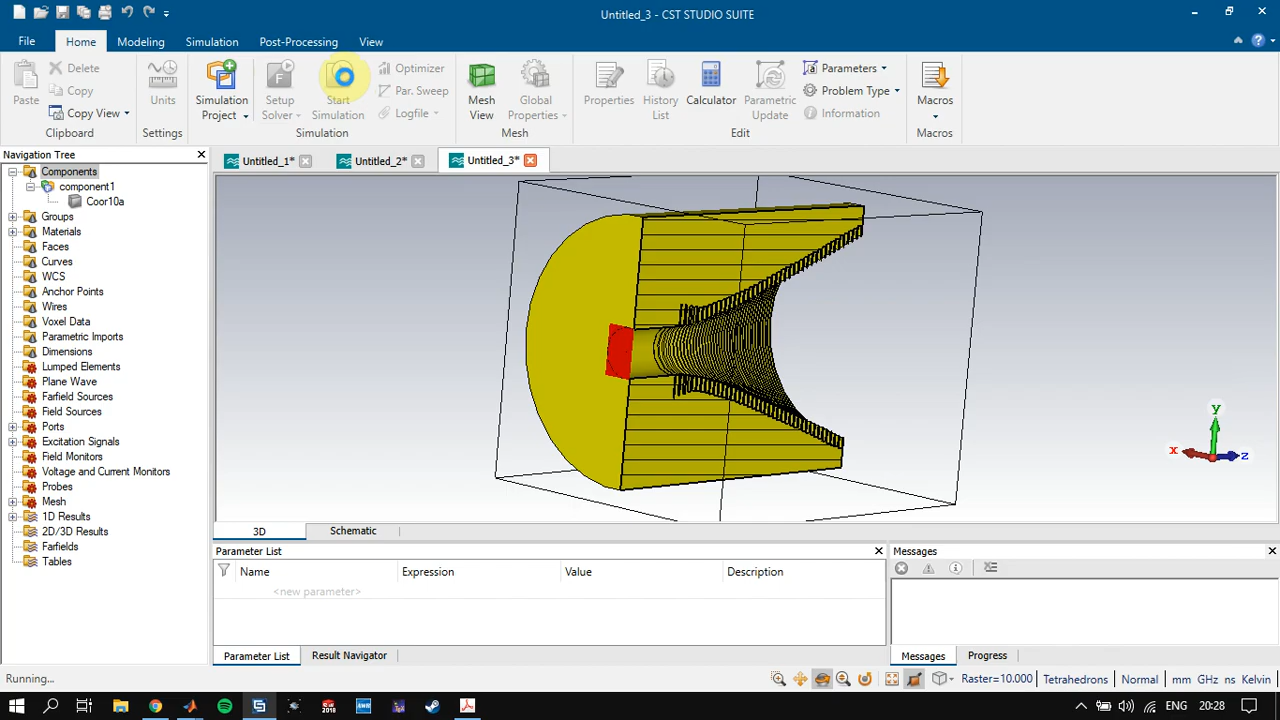 Untitled_3 - CST STUDIO SUITE
File Home Modeling Simulation Post-Processing View
Paste
Delete
Copy
Copy View
Clipboard
Units
Settings
Simulation Project
Setup Solver
Start Simulation
Optimizer
Par. Sweep
Logfile
Simulation
Mesh View
Global Properties
Mesh
Properties
History List
Calculator
Parametric Update
Parameters
Problem Type
Information
Edit
Macros
Macros
Navigation Tree
Untitled_1* Untitled_2* Untitled_3*
Components
component1
Coor10a
Groups
Materials
Faces
Curves
WCS
Anchor Points
Wires
Voxel Data
Parametric Imports
Dimensions
Lumped Elements
Plane Wave
Farfield Sources
Field Sources
Ports
Excitation Signals
Field Monitors
Voltage and Current Monitors
Probes
Mesh
1D Results
2D/3D Results
Farfields
Tables
y
x
z
3D Schematic
Parameter List
Name Expression Value Description
<new parameter>
Parameter List Result Navigator
Messages
Messages Progress
Running...
Raster=10.000 Tetrahedrons Normal mm GHz ns Kelvin
20:28